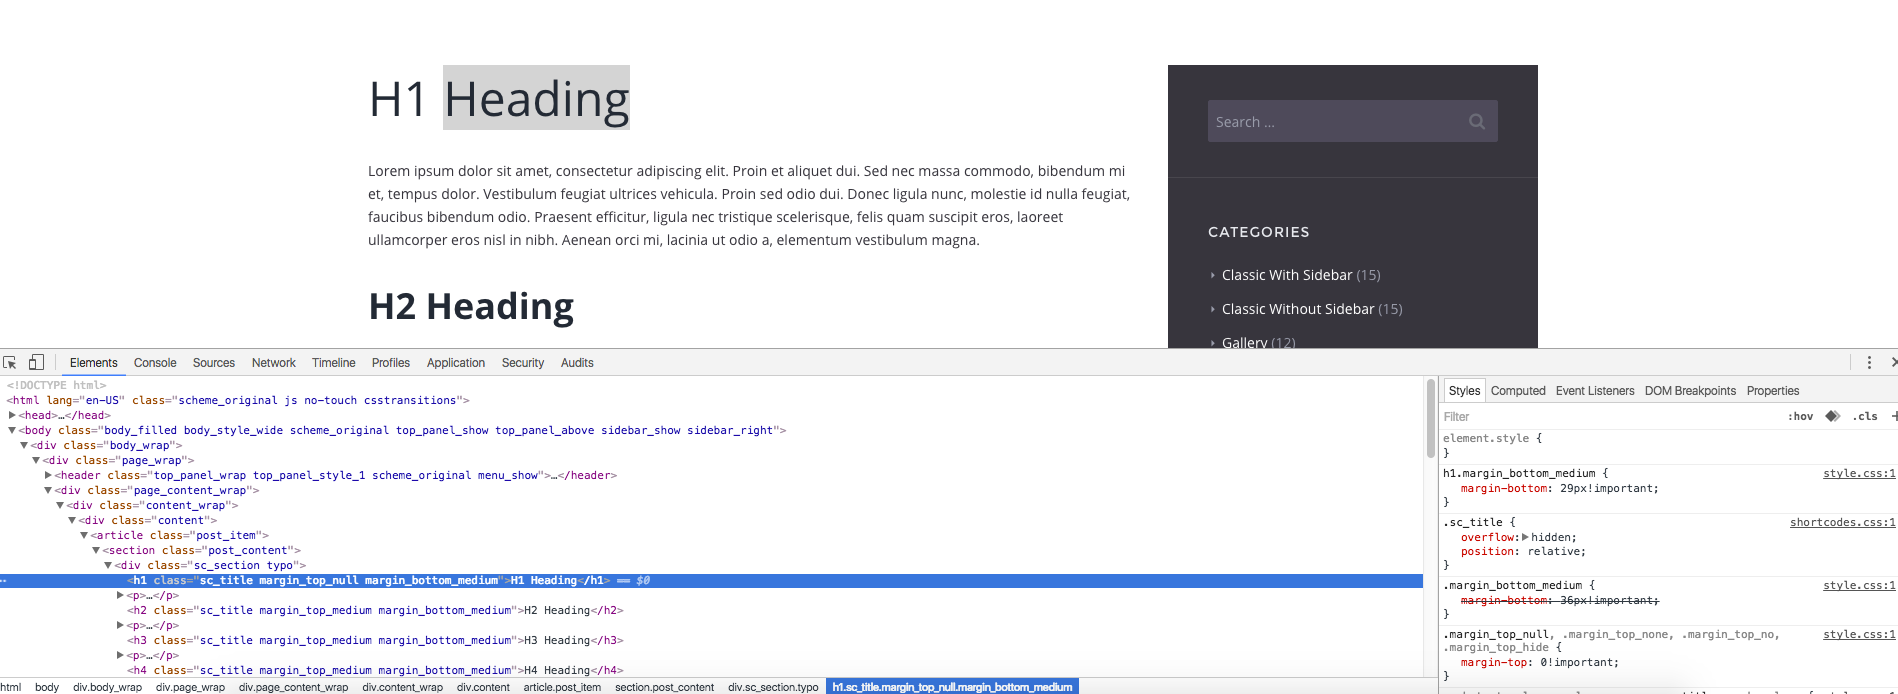 H1 Heading
Lorem ipsum dolor sit amet, consectetur adipiscing elit. Proin et aliquet dui. Sed nec massa commodo, bibendum mi
et, tempus dolor. Vestibulum feugiat ultrices vehicula. Proin sed odio dui. Donec ligula nunc, molestie id nulla feugiat,
faucibus bibendum odio. Praesent efficitur, ligula nec tristique scelerisque, felis quam suscipit eros, laoreet
ullamcorper eros nisl in nibh. Aenean orci mi, lacinia ut odio a, elementum vestibulum magna.
H2 Heading
Search ...
CATEGORIES
Classic With Sidebar (15)
Classic Without Sidebar (15)
Gallery (12)
Elements Console Sources Network Timeline Profiles Application Security Audits
<!DOCTYPE html>
<html lang="en-US" class="scheme_original js no-touch csstransitions">
<head>…</head>
<body class="body_filled body_style_wide scheme_original top_panel_show top_panel_above sidebar_show sidebar_right">
<div class="body_wrap">
<div class="page_wrap">
<header class="top_panel_wrap top_panel_style_1 scheme_original menu_show">…</header>
<div class="page_content_wrap">
<div class="content_wrap">
<div class="content">
<article class="post_item">
<section class="post_content">
<div class="sc_section typo">
<h1 class="sc_title margin_top_null margin_bottom_medium">H1 Heading</h1> == $0
<p>…</p>
<h2 class="sc_title margin_top_medium margin_bottom_medium">H2 Heading</h2>
<p>…</p>
<h3 class="sc_title margin_top_medium margin_bottom_medium">H3 Heading</h3>
<p>…</p>
<h4 class="sc_title margin_top_medium margin_bottom_medium">H4 Heading</h4>
html body div.body_wrap div.page_wrap div.page_content_wrap div.content_wrap div.content article.post_item section.post_content div.sc_section.typo h1.sc_title.margin_top_null.margin_bottom_medium
Styles Computed Event Listeners DOM Breakpoints Properties
Filter :hov .cls +
element.style {
}
h1.margin_bottom_medium { style.css:1
margin-bottom: 29px!important;
}
.sc_title { shortcodes.css:1
overflow: hidden;
position: relative;
}
.margin_bottom_medium { style.css:1
margin-bottom: 36px!important;
}
.margin_top_null, .margin_top_none, .margin_top_no, style.css:1
.margin_top_hide {
margin-top: 0!important;
}